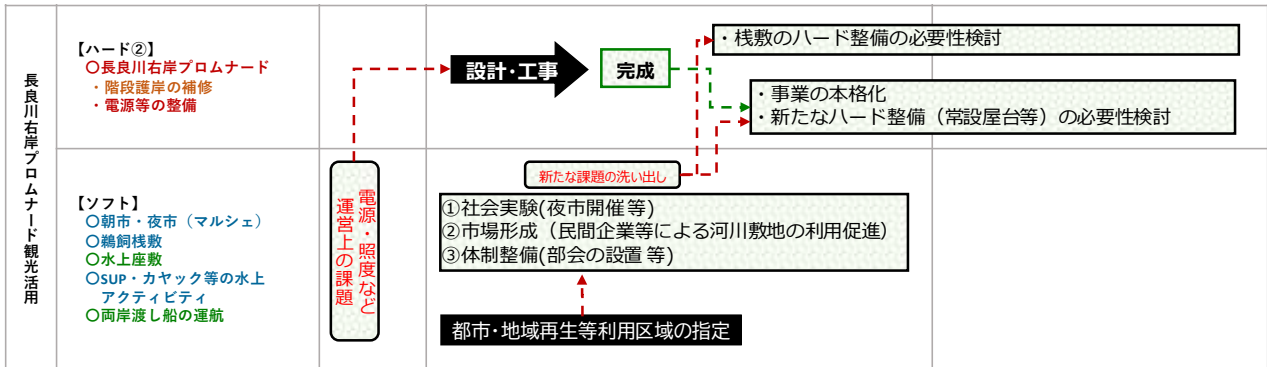 長良川右岸プロムナード観光活用
【ハード②】
〇長良川右岸プロムナード
・階段護岸の補修
・電源等の整備
設計・工事
完成
・桟敷のハード整備の必要性検討
・事業の本格化
・新たなハード整備（常設屋台等）の必要性検討
【ソフト】
〇朝市・夜市（マルシェ）
〇鵜飼桟敷
〇水上座敷
〇SUP・カヤック等の水上
アクティビティ
〇両岸渡し船の運航
電源・照度など
運営上の課題
新たな課題の洗い出し
①社会実験(夜市開催等)
②市場形成（民間企業等による河川敷地の利用促進）
③体制整備(部会の設置 等)
都市・地域再生等利用区域の指定